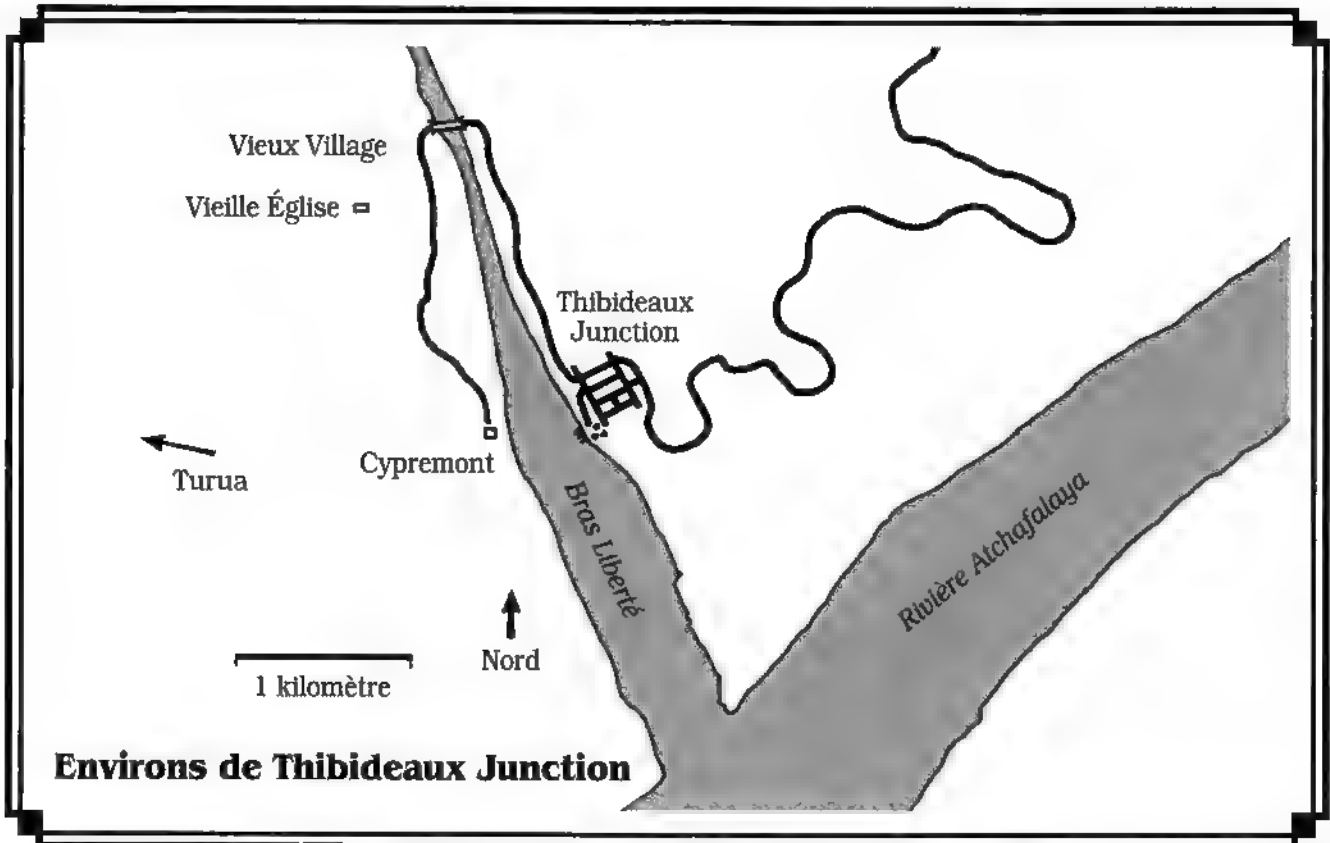 Vieux Village
Vieille Église
Thibideaux
Junction
Turua
Cypremont
Bras Liberté
Rivière Atchafalaya
Nord
1 kilomètre
Environs de Thibideaux Junction